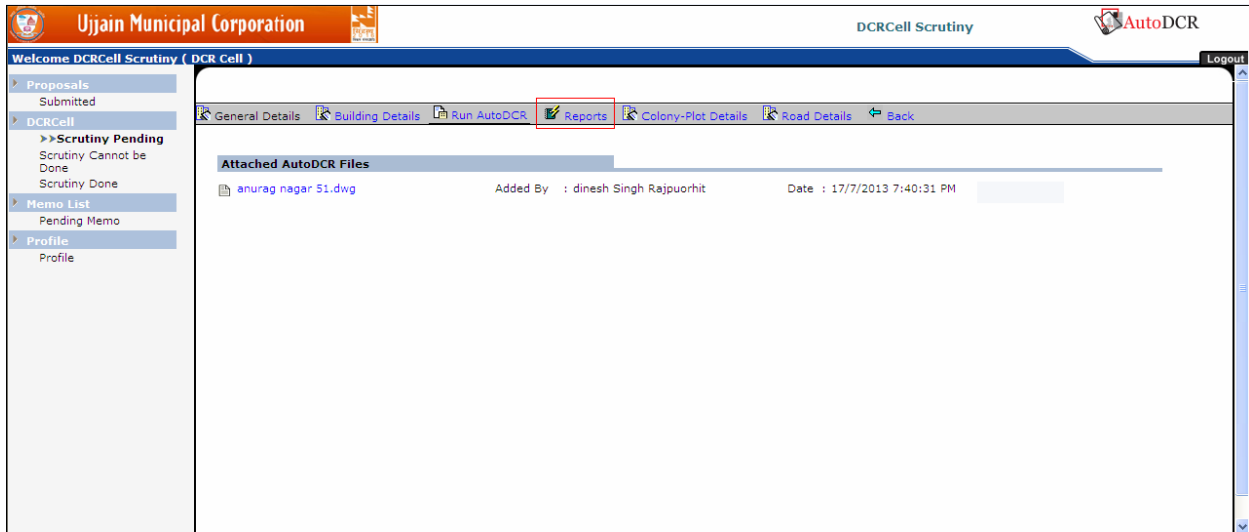 Ujjain Municipal Corporation
DCRCell Scrutiny
AutoDCR
Welcome DCRCell Scrutiny ( DCR Cell )
Logout
Proposals
Submitted
DCRCell
>>Scrutiny Pending
Scrutiny Cannot be
Done
Scrutiny Done
Memo List
Pending Memo
Profile
Profile
General Details Building Details Run AutoDCR Reports Colony-Plot Details Road Details Back
Attached AutoDCR Files
anurag nagar 51.dwg Added By : dinesh Singh Rajpuorhit Date : 17/7/2013 7:40:31 PM